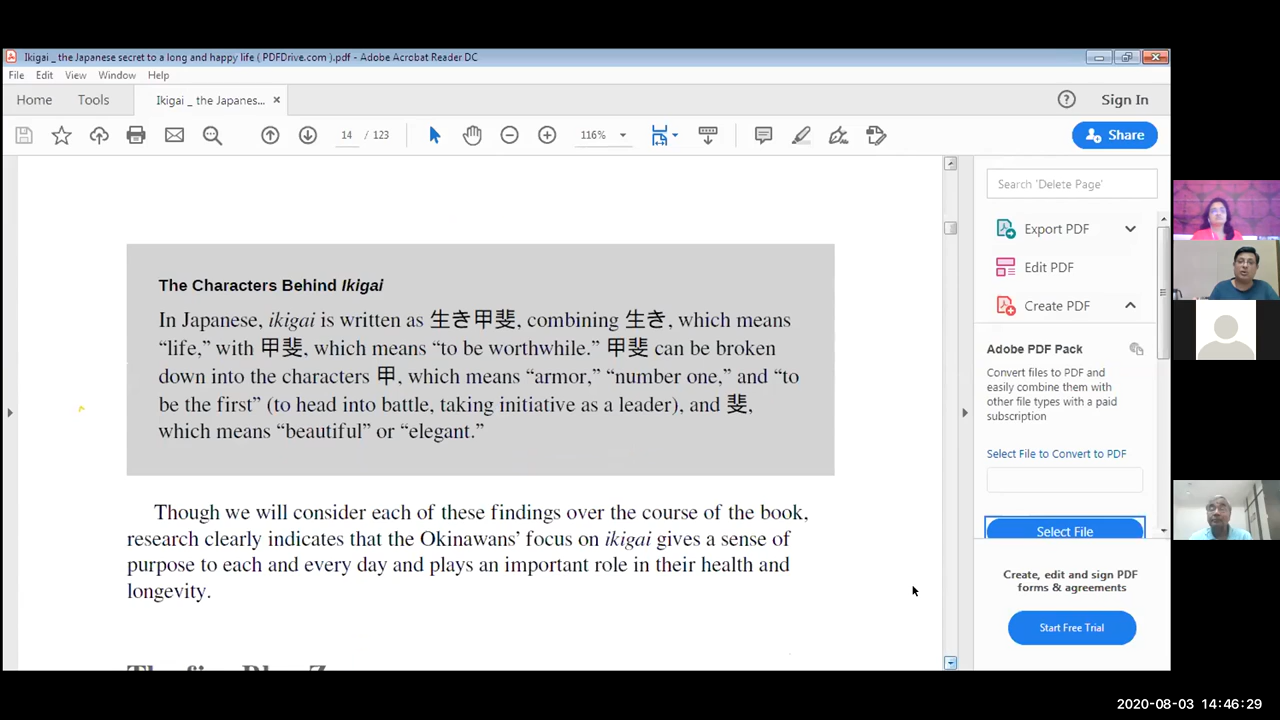 Ikigai _ the Japanese secret to a long and happy life ( PDFDrive.com ).pdf - Adobe Acrobat Reader DC
File Edit View Window Help
Home Tools Ikigai _ the Japanes... × Sign In
14 / 123 116% Share
Search 'Delete Page'
Export PDF
Edit PDF
Create PDF
Adobe PDF Pack
Convert files to PDF and
easily combine them with
other file types with a paid
subscription
Select File to Convert to PDF
Select File
Create, edit and sign PDF
forms & agreements
Start Free Trial
The Characters Behind Ikigai
In Japanese, ikigai is written as 生き甲斐, combining 生き, which means
“life,” with 甲斐, which means “to be worthwhile.” 甲斐 can be broken
down into the characters 甲, which means “armor,” “number one,” and “to
be the first” (to head into battle, taking initiative as a leader), and 斐,
which means “beautiful” or “elegant.”
Though we will consider each of these findings over the course of the book,
research clearly indicates that the Okinawans’ focus on ikigai gives a sense of
purpose to each and every day and plays an important role in their health and
longevity.
2020-08-03 14:46:29